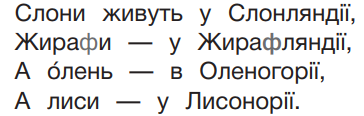 Слони живуть у Слонляндії,
Жирафи — у Жирафляндії,
А о́лень — в Оленогорії,
А лиси — у Лисонорії.